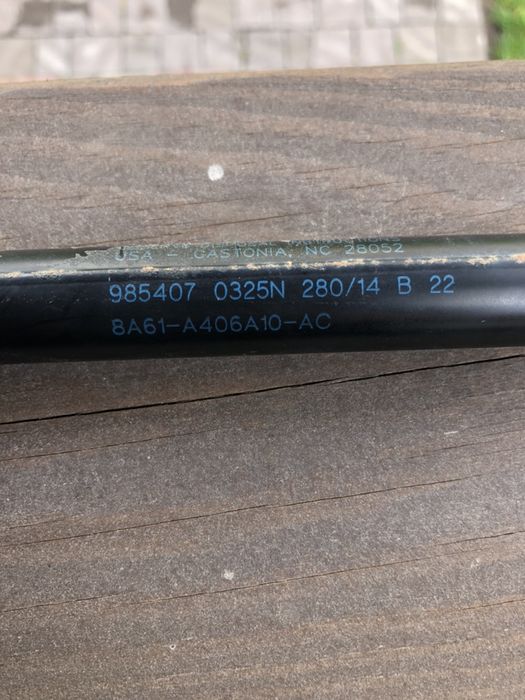 USA – GASTONIA, NC 28052
985407 0325N 280/14 B 22
8A61-A406A10-AC